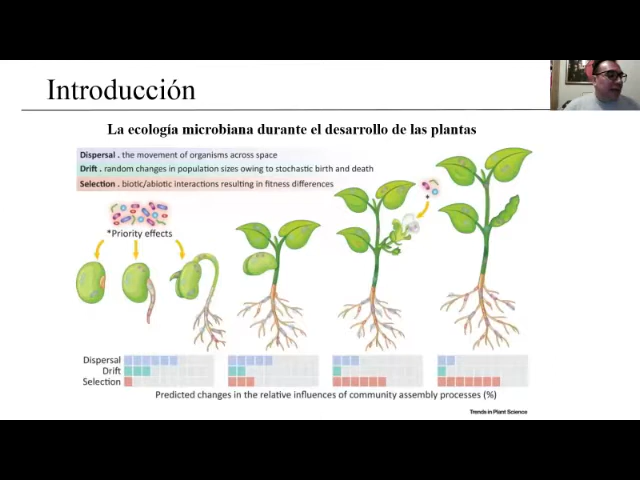 Introducción
La ecología microbiana durante el desarrollo de las plantas
Dispersal . the movement of organisms across space
Drift . random changes in population sizes owing to stochastic birth and death
Selection . biotic/abiotic interactions resulting in fitness differences
*Priority effects
Dispersal
Drift
Selection
Predicted changes in the relative influences of community assembly processes (%)
Trends in Plant Science